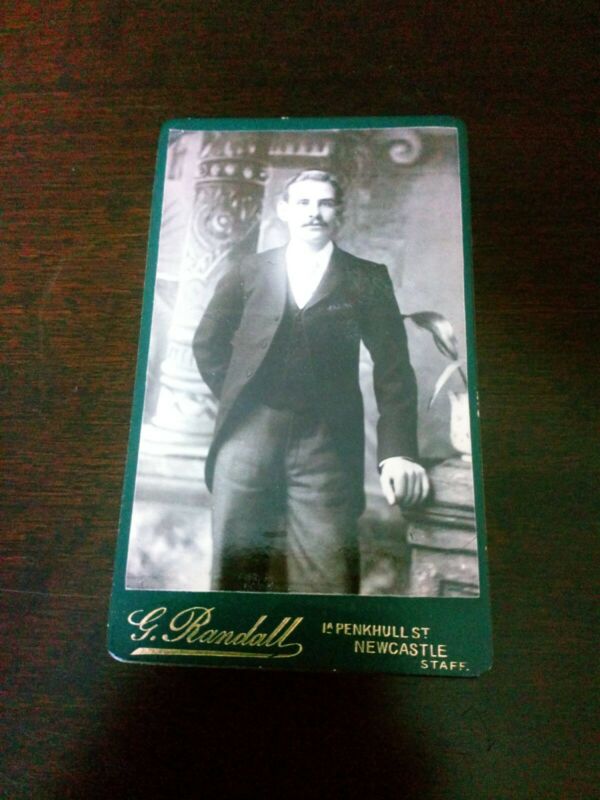 G. Randall
1A PENKHULL ST
NEWCASTLE
STAFF.